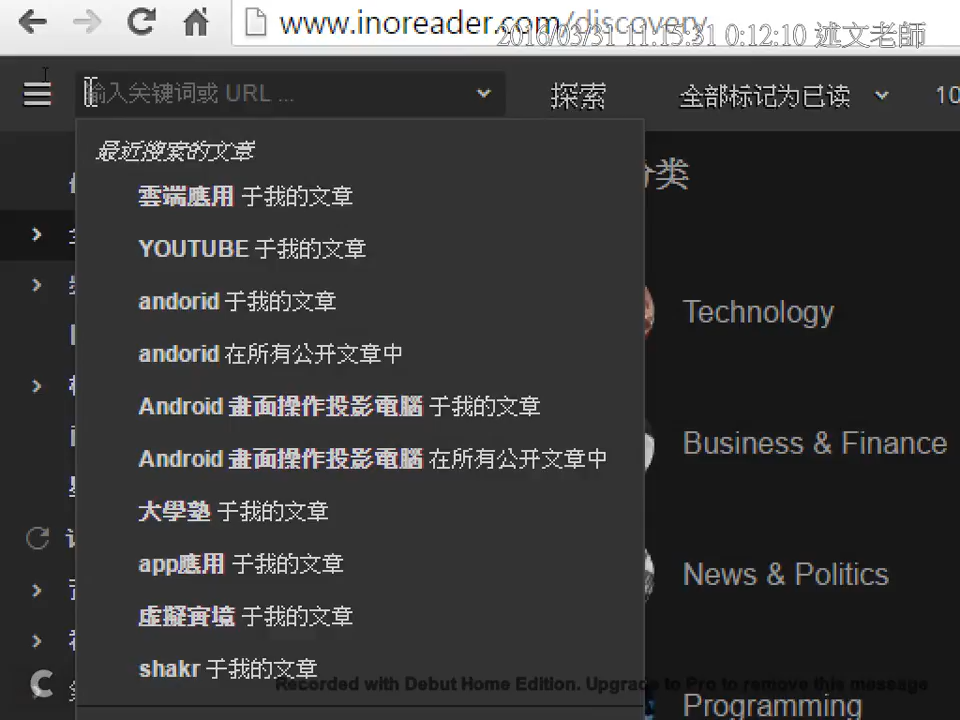 www.inoreader.com/discovery
2016/03/31 11:15:31 0:12:10 述文老師
输入关键词或 URL ...
探索
全部标记为已读
10
最近搜索的文章
分类
雲端應用 于我的文章
YOUTUBE 于我的文章
andorid 于我的文章
Technology
andorid 在所有公开文章中
Android 畫面操作投影電腦 于我的文章
Business & Finance
Android 畫面操作投影電腦 在所有公开文章中
大學塾 于我的文章
app應用 于我的文章
News & Politics
虛擬實境 于我的文章
shakr 于我的文章
Recorded with Debut Home Edition. Upgrade to Pro to remove this message
Programming